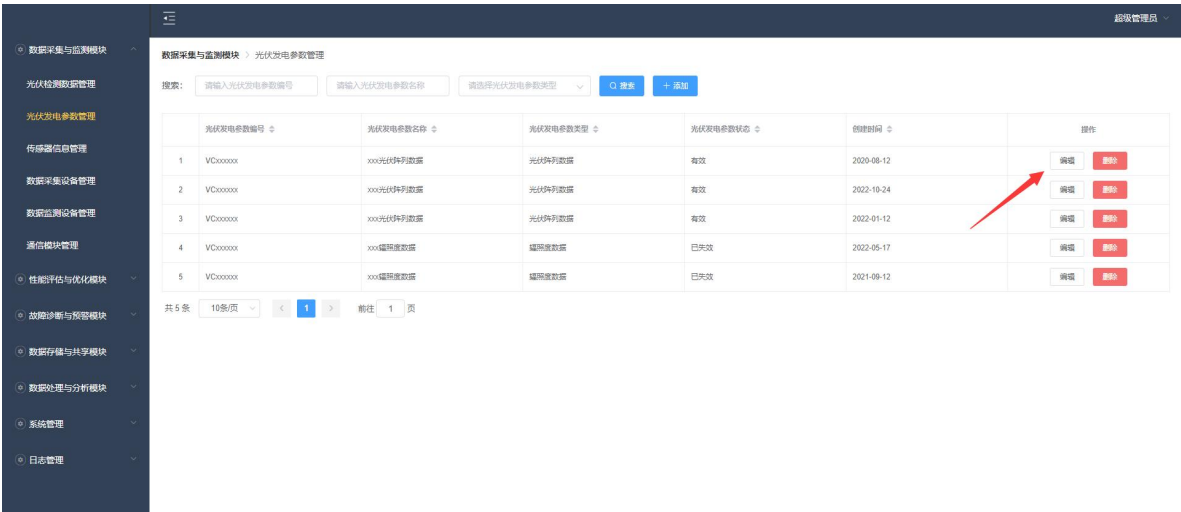 超级管理员
数据采集与监测模块
光伏检测数据管理
光伏发电参数管理
传感器信息管理
数据采集设备管理
数据监测设备管理
通信模块管理
性能评估与优化模块
故障诊断与预警模块
数据存储与共享模块
数据处理与分析模块
系统管理
日志管理
数据采集与监测模块 > 光伏发电参数管理
搜索: 请输入光伏发电参数编号 请输入光伏发电参数名称 请选择光伏发电参数类型 搜索 + 添加
光伏发电参数编号 光伏发电参数名称 光伏发电参数类型 光伏发电参数状态 创建时间 操作
1 VCxxxxxx xxx光伏阵列数据 光伏阵列数据 有效 2020-08-12 编辑 删除
2 VCxxxxxx xxx光伏阵列数据 光伏阵列数据 有效 2022-10-24 编辑 删除
3 VCxxxxxx xxx光伏阵列数据 光伏阵列数据 有效 2022-01-12 编辑 删除
4 VCxxxxxx xxx辐照度数据 辐照度数据 已失效 2022-05-17 编辑 删除
5 VCxxxxxx xxx辐照度数据 辐照度数据 已失效 2021-09-12 编辑 删除
共 5 条 10条/页 < 1 > 前往 1 页